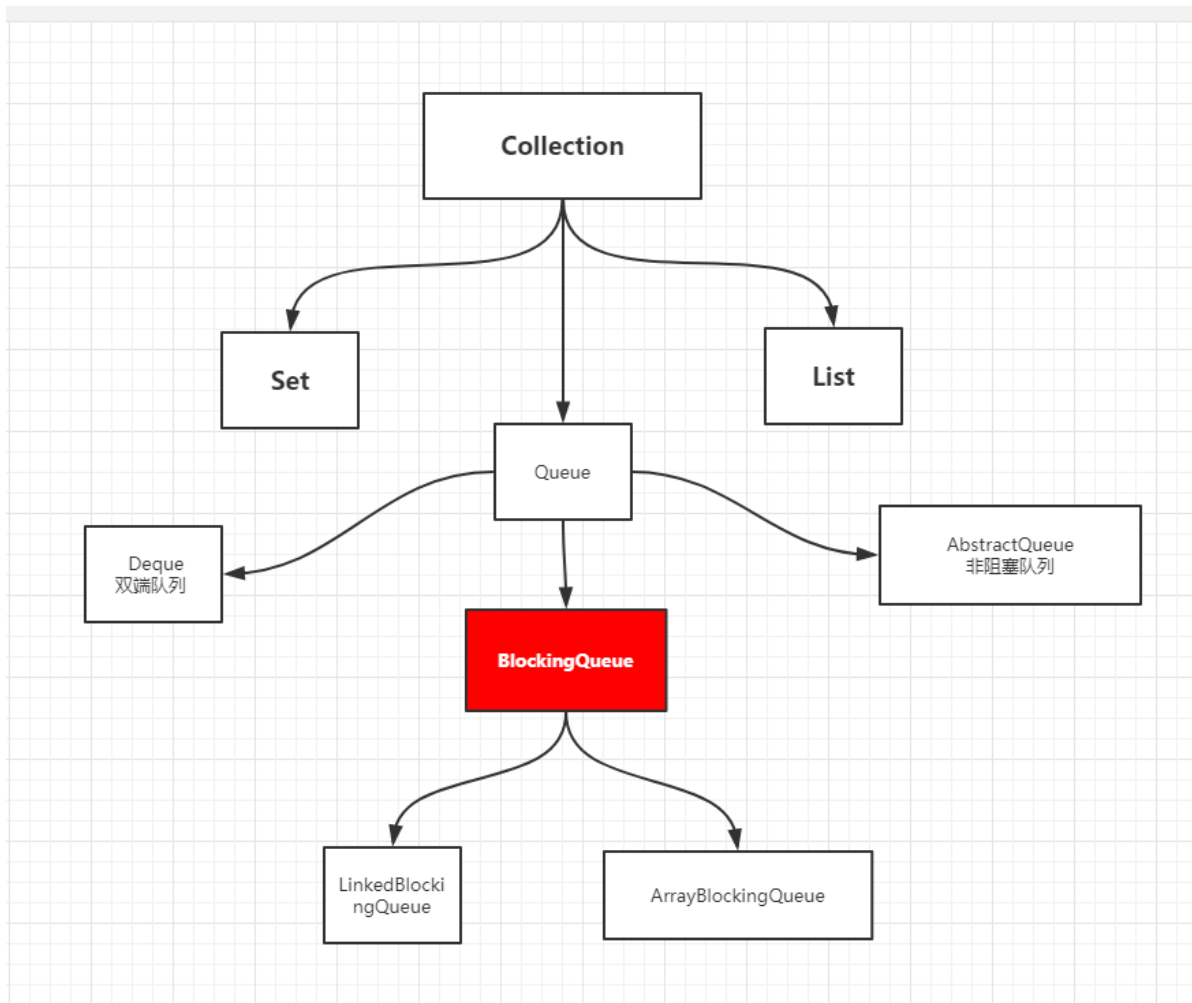 Collection
Set
List
Queue
Deque
双端队列
AbstractQueue
非阻塞队列
BlockingQueue
LinkedBlocki
ngQueue
ArrayBlockingQueue